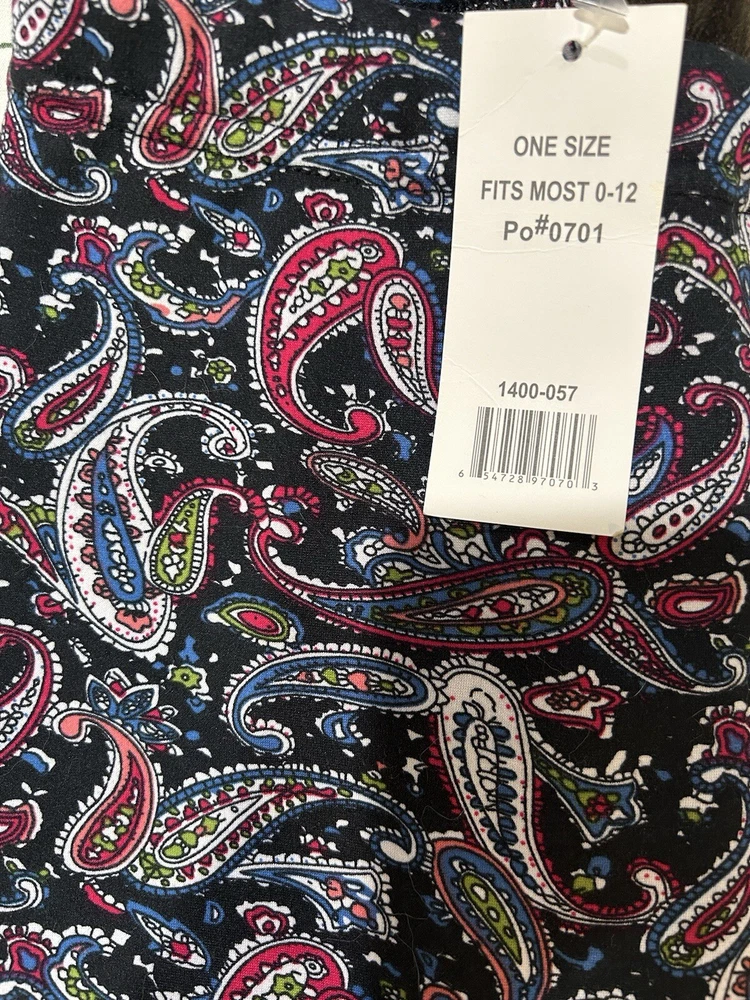 ONE SIZE
FITS MOST 0-12
Po#0701
1400-057
6 54728 97070 3